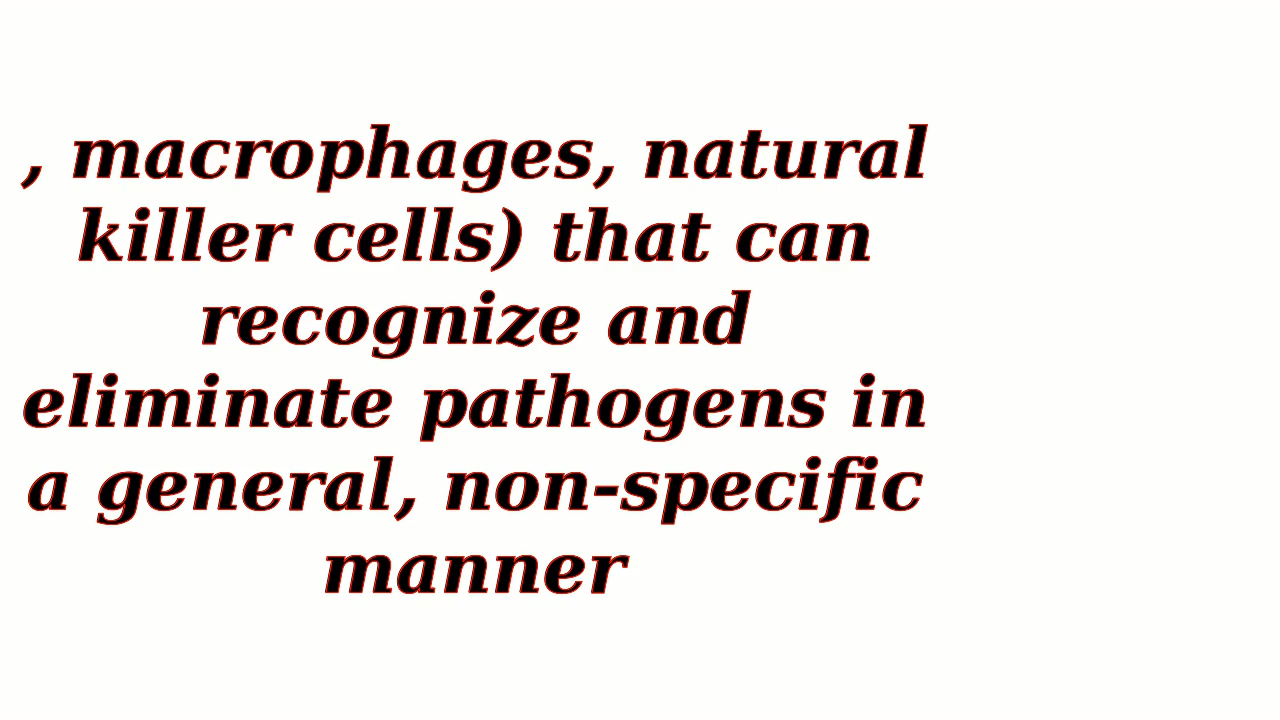 , macrophages, natural
killer cells) that can
recognize and
eliminate pathogens in
a general, non-specific
manner